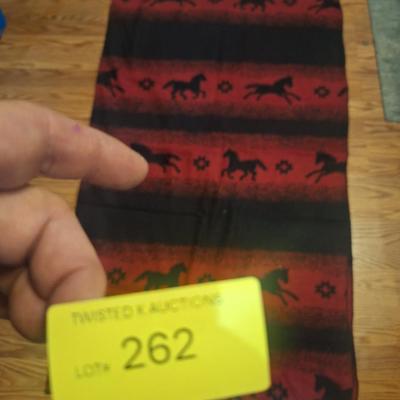 TWISTED K AUCTIONS
LOT# 262